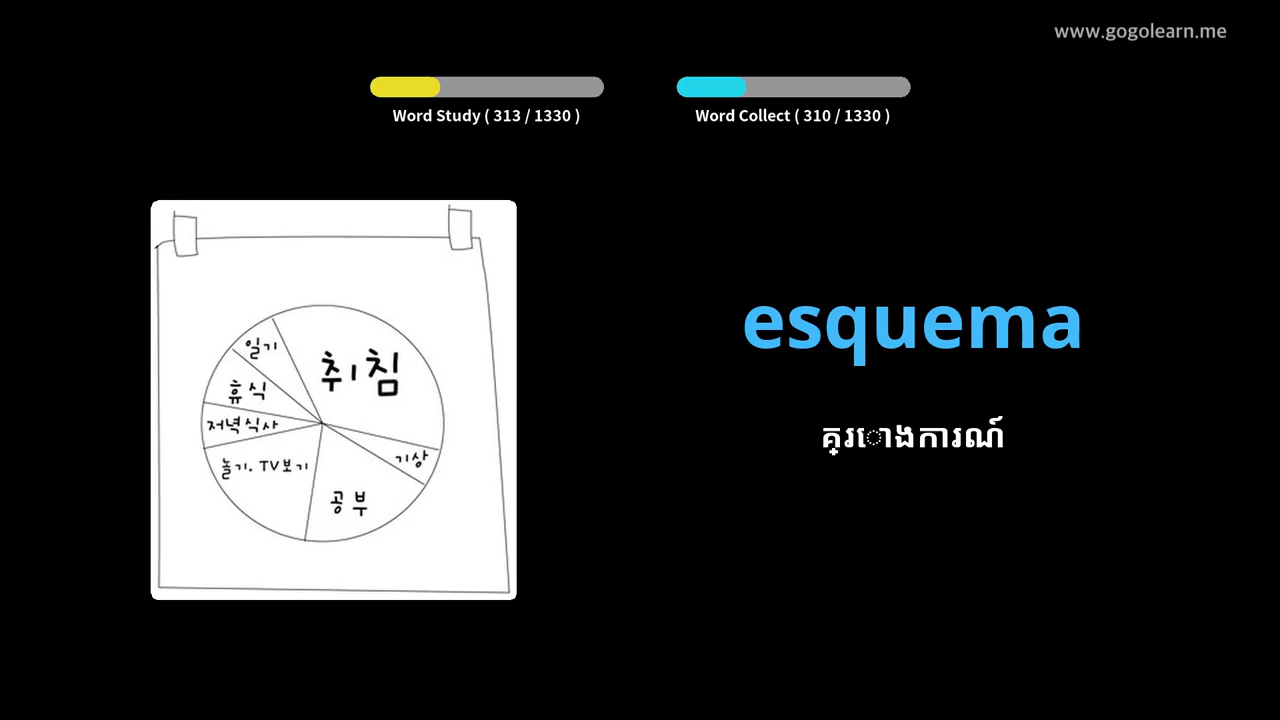 www.gogolearn.me
Word Study ( 313 / 1330 )
Word Collect ( 310 / 1330 )
일기
취침
휴식
저녁식사
놀기. TV보기
기상
공부
esquema
គ្រោងការណ៍